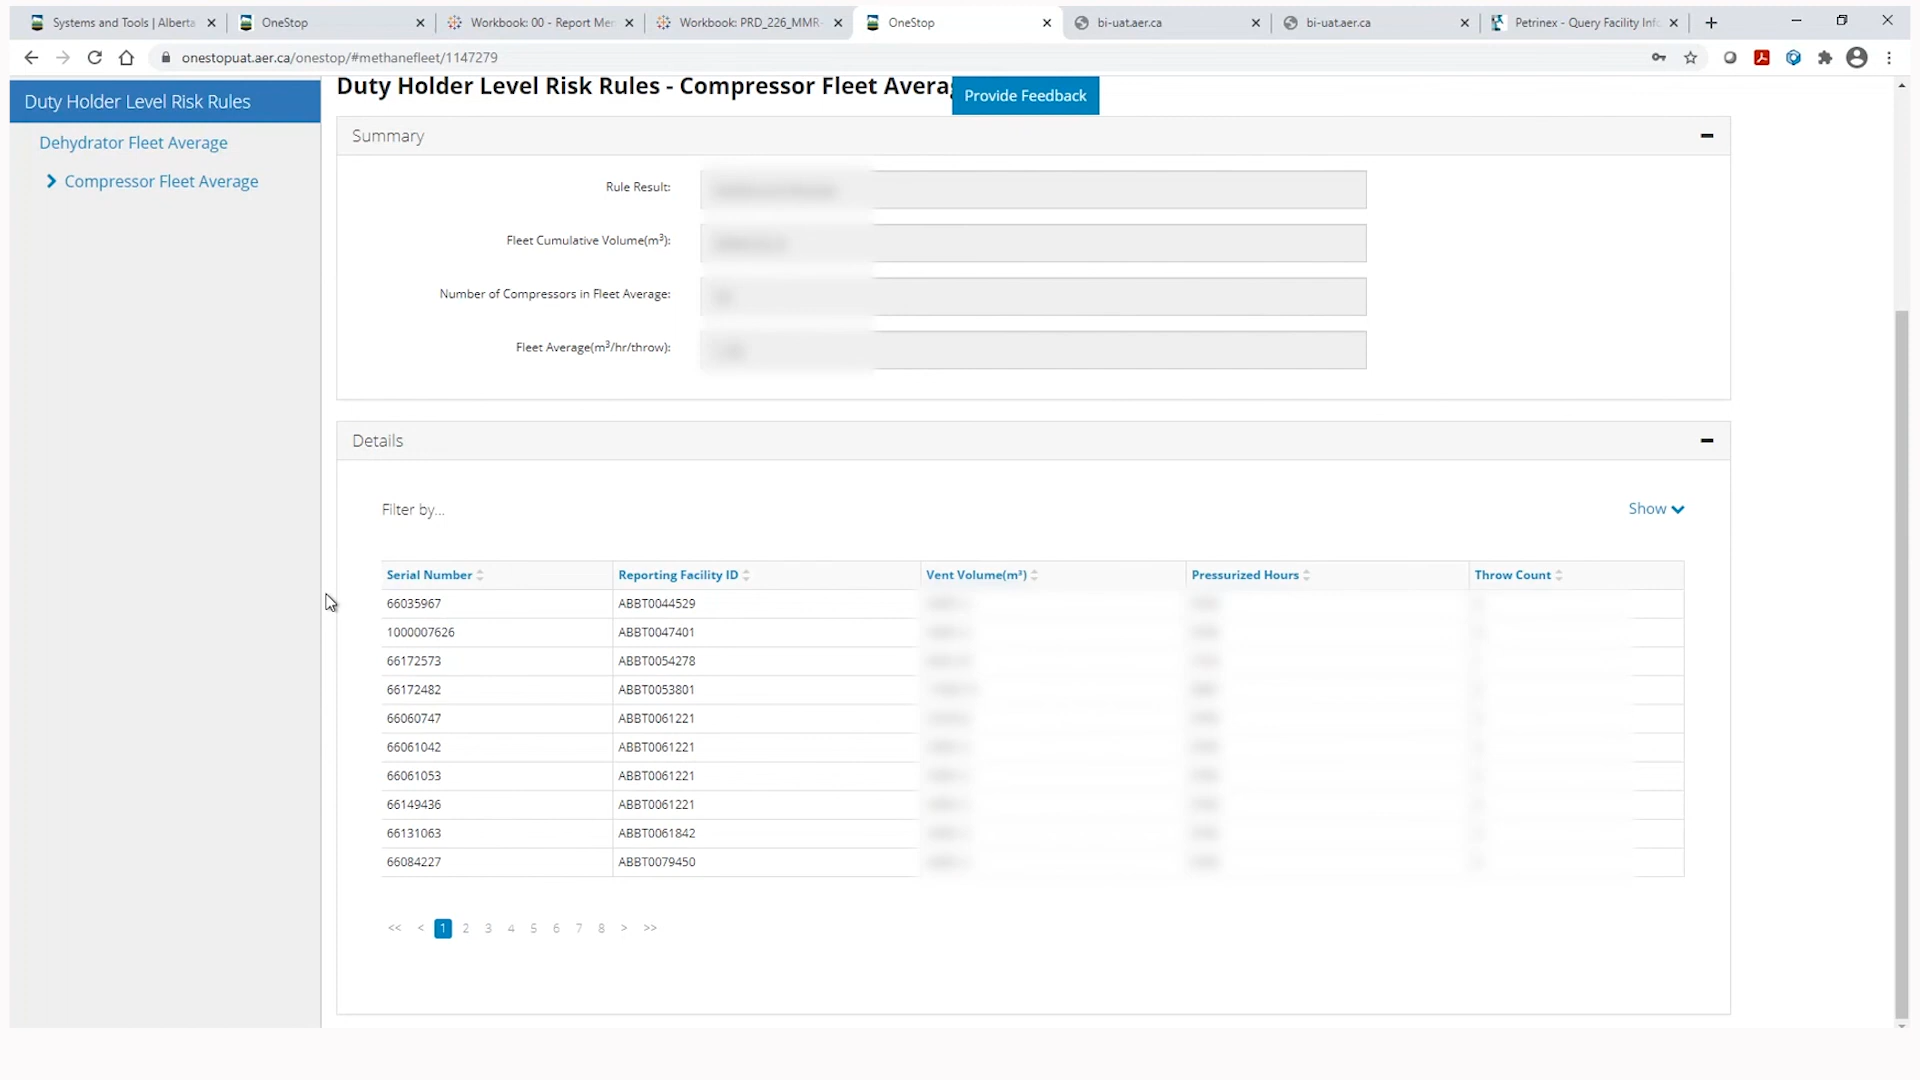 Systems and Tools | Alberta
OneStop
Workbook: 00 - Report Me
Workbook: PRD_226_MMR
OneStop
bi-uat.aer.ca
bi-uat.aer.ca
Petrinex - Query Facility Inf
onestopuat.aer.ca/onestop/#methanefleet/1147279
Duty Holder Level Risk Rules
Dehydrator Fleet Average
Compressor Fleet Average
Duty Holder Level Risk Rules - Compressor Fleet Avera
Provide Feedback
Summary
Rule Result:
Fleet Cumulative Volume(m³):
Number of Compressors in Fleet Average:
Fleet Average(m³/hr/throw):
Details
Filter by...
Show
Serial Number Reporting Facility ID Vent Volume(m³) Pressurized Hours Throw Count
66035967 ABBT0044529
1000007626 ABBT0047401
66172573 ABBT0054278
66172482 ABBT0053801
66060747 ABBT0061221
66061042 ABBT0061221
66061053 ABBT0061221
66149436 ABBT0061221
66131063 ABBT0061842
66084227 ABBT0079450
<< < 1 2 3 4 5 6 7 8 > >>